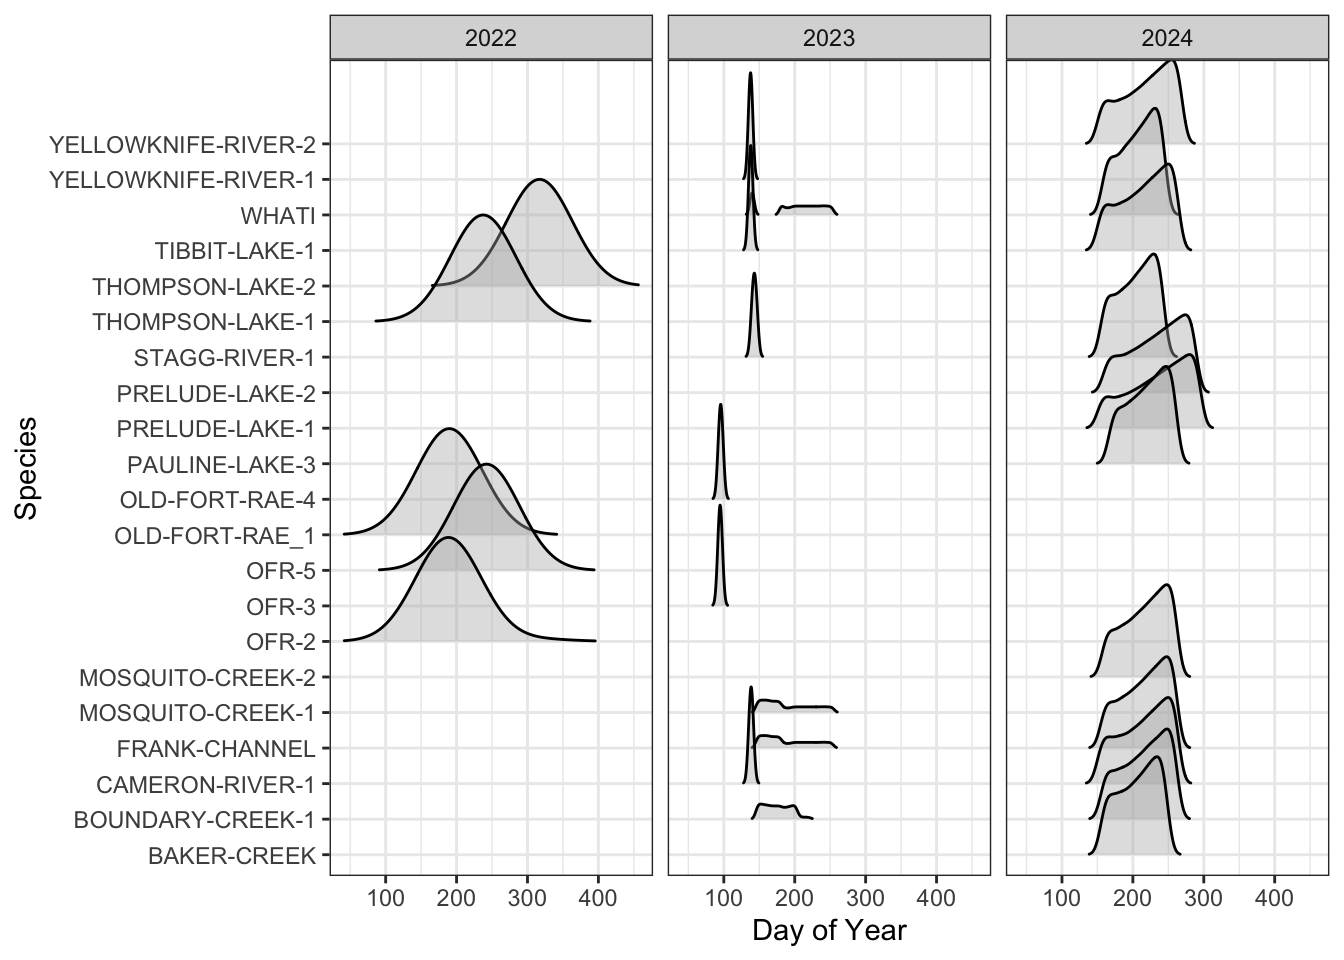 2022
2023
2024
YELLOWKNIFE-RIVER-2
YELLOWKNIFE-RIVER-1
WHATI
TIBBIT-LAKE-1
THOMPSON-LAKE-2
THOMPSON-LAKE-1
STAGG-RIVER-1
PRELUDE-LAKE-2
PRELUDE-LAKE-1
PAULINE-LAKE-3
OLD-FORT-RAE-4
OLD-FORT-RAE_1
OFR-5
OFR-3
OFR-2
MOSQUITO-CREEK-2
MOSQUITO-CREEK-1
FRANK-CHANNEL
CAMERON-RIVER-1
BOUNDARY-CREEK-1
BAKER-CREEK
Species
100 200 300 400
100 200 300 400
100 200 300 400
Day of Year